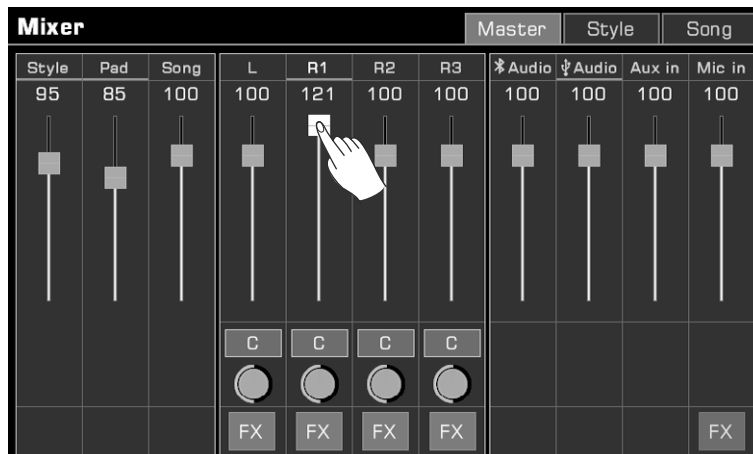 Mixer Master Style Song
Style Pad Song L R1 R2 R3 Audio Audio Aux in Mic in
95 85 100 100 121 100 100 100 100 100 100
C C C C
FX FX FX FX FX